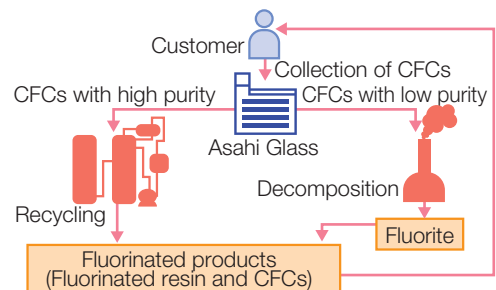 Customer
Collection of CFCs
CFCs with high purity
CFCs with low purity
Asahi Glass
Decomposition
Recycling
Fluorite
Fluorinated products
(Fluorinated resin and CFCs)